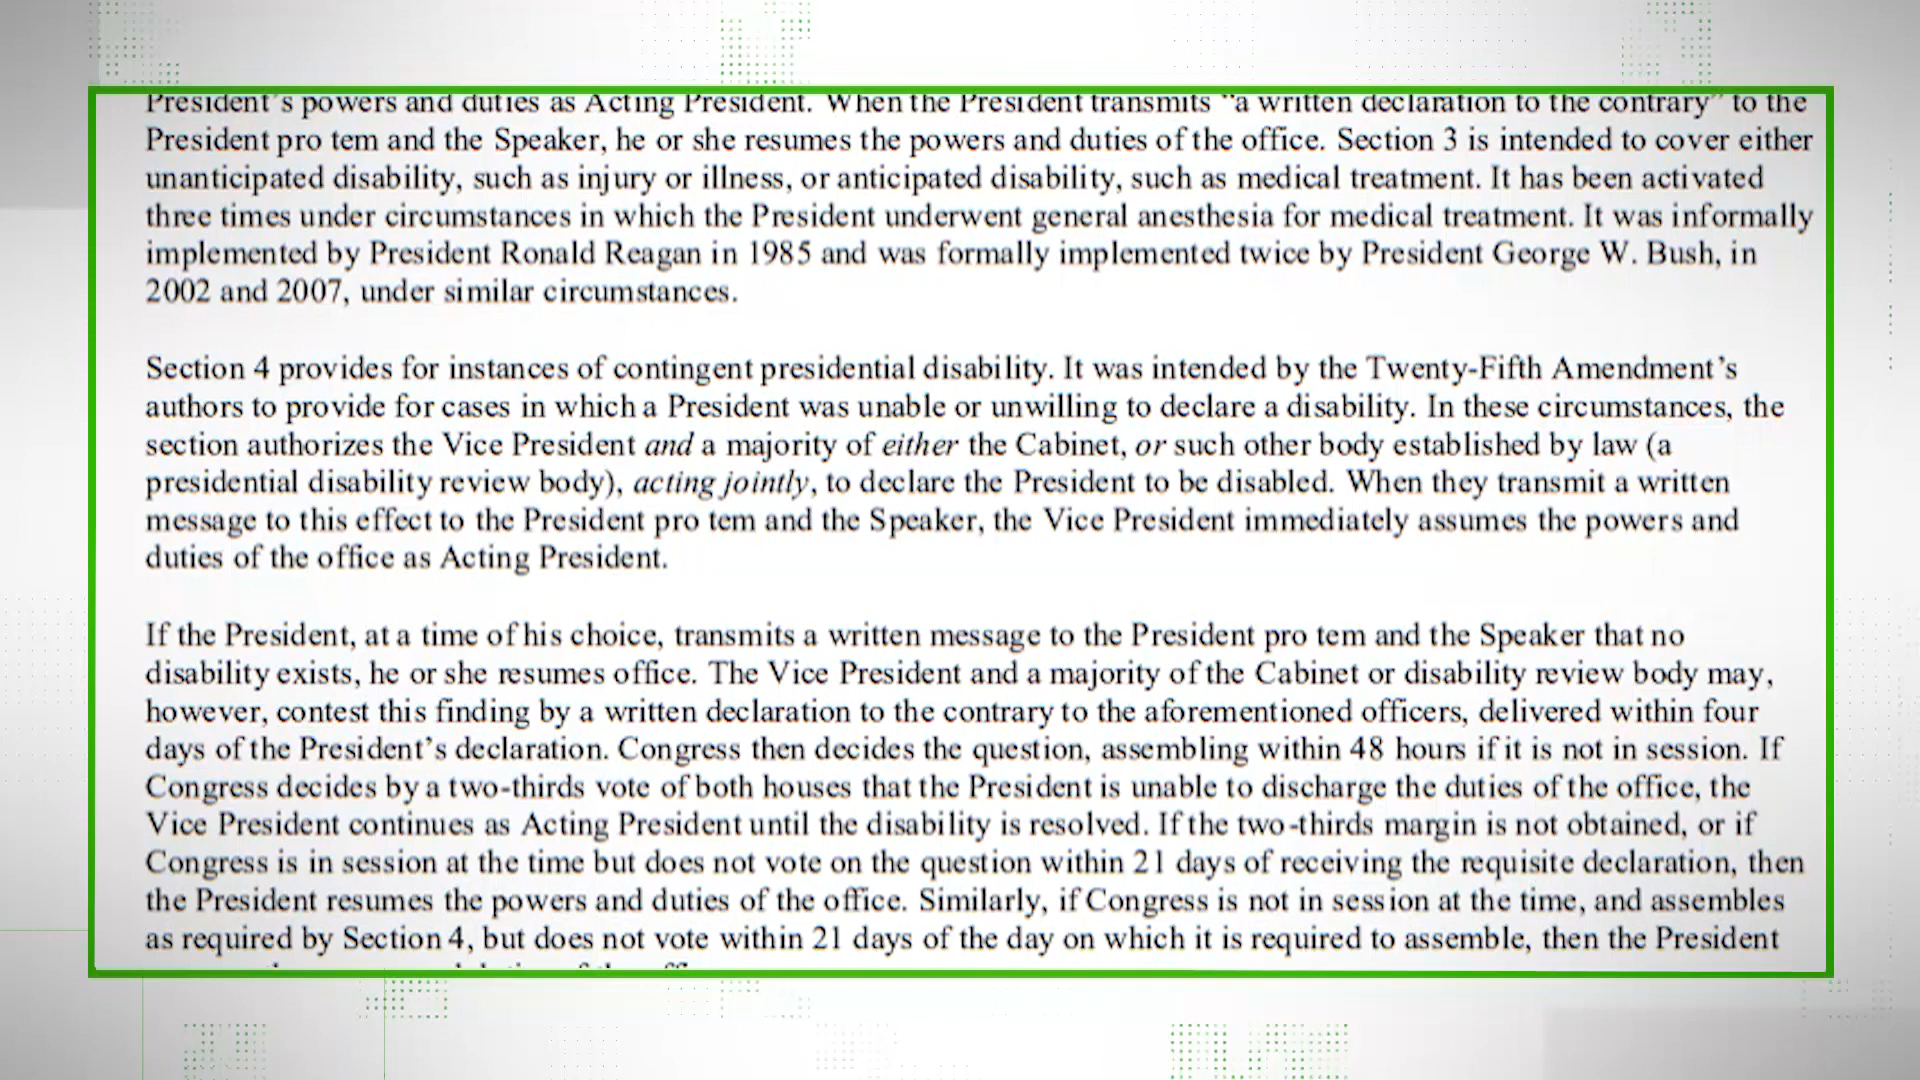 President's powers and duties as Acting President. When the President transmits “a written declaration to the contrary” to the
President pro tem and the Speaker, he or she resumes the powers and duties of the office. Section 3 is intended to cover either
unanticipated disability, such as injury or illness, or anticipated disability, such as medical treatment. It has been activated
three times under circumstances in which the President underwent general anesthesia for medical treatment. It was informally
implemented by President Ronald Reagan in 1985 and was formally implemented twice by President George W. Bush, in
2002 and 2007, under similar circumstances.
Section 4 provides for instances of contingent presidential disability. It was intended by the Twenty-Fifth Amendment’s
authors to provide for cases in which a President was unable or unwilling to declare a disability. In these circumstances, the
section authorizes the Vice President and a majority of either the Cabinet, or such other body established by law (a
presidential disability review body), acting jointly, to declare the President to be disabled. When they transmit a written
message to this effect to the President pro tem and the Speaker, the Vice President immediately assumes the powers and
duties of the office as Acting President.
If the President, at a time of his choice, transmits a written message to the President pro tem and the Speaker that no
disability exists, he or she resumes office. The Vice President and a majority of the Cabinet or disability review body may,
however, contest this finding by a written declaration to the contrary to the aforementioned officers, delivered within four
days of the President’s declaration. Congress then decides the question, assembling within 48 hours if it is not in session. If
Congress decides by a two-thirds vote of both houses that the President is unable to discharge the duties of the office, the
Vice President continues as Acting President until the disability is resolved. If the two-thirds margin is not obtained, or if
Congress is in session at the time but does not vote on the question within 21 days of receiving the requisite declaration, then
the President resumes the powers and duties of the office. Similarly, if Congress is not in session at the time, and assembles
as required by Section 4, but does not vote within 21 days of the day on which it is required to assemble, then the President